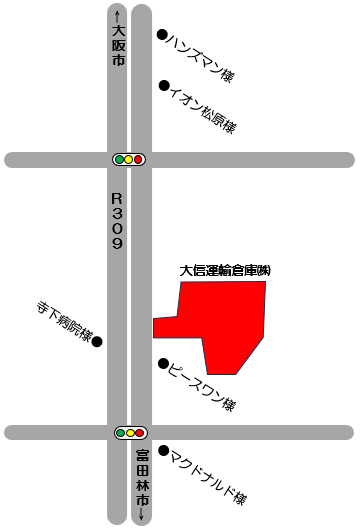 ↑大阪市
ハンズマン様
イオン松原様
R309
大信運輸倉庫㈱
寺下病院様
ピースワン様
富田林市↓
マクドナルド様